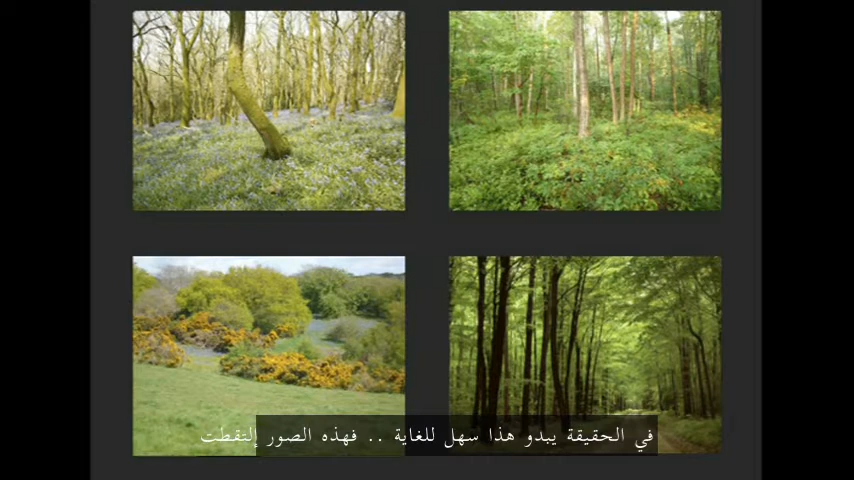 في الحقيقة يبدو هذا سهل للغاية .. فهذه الصور إلتقطت